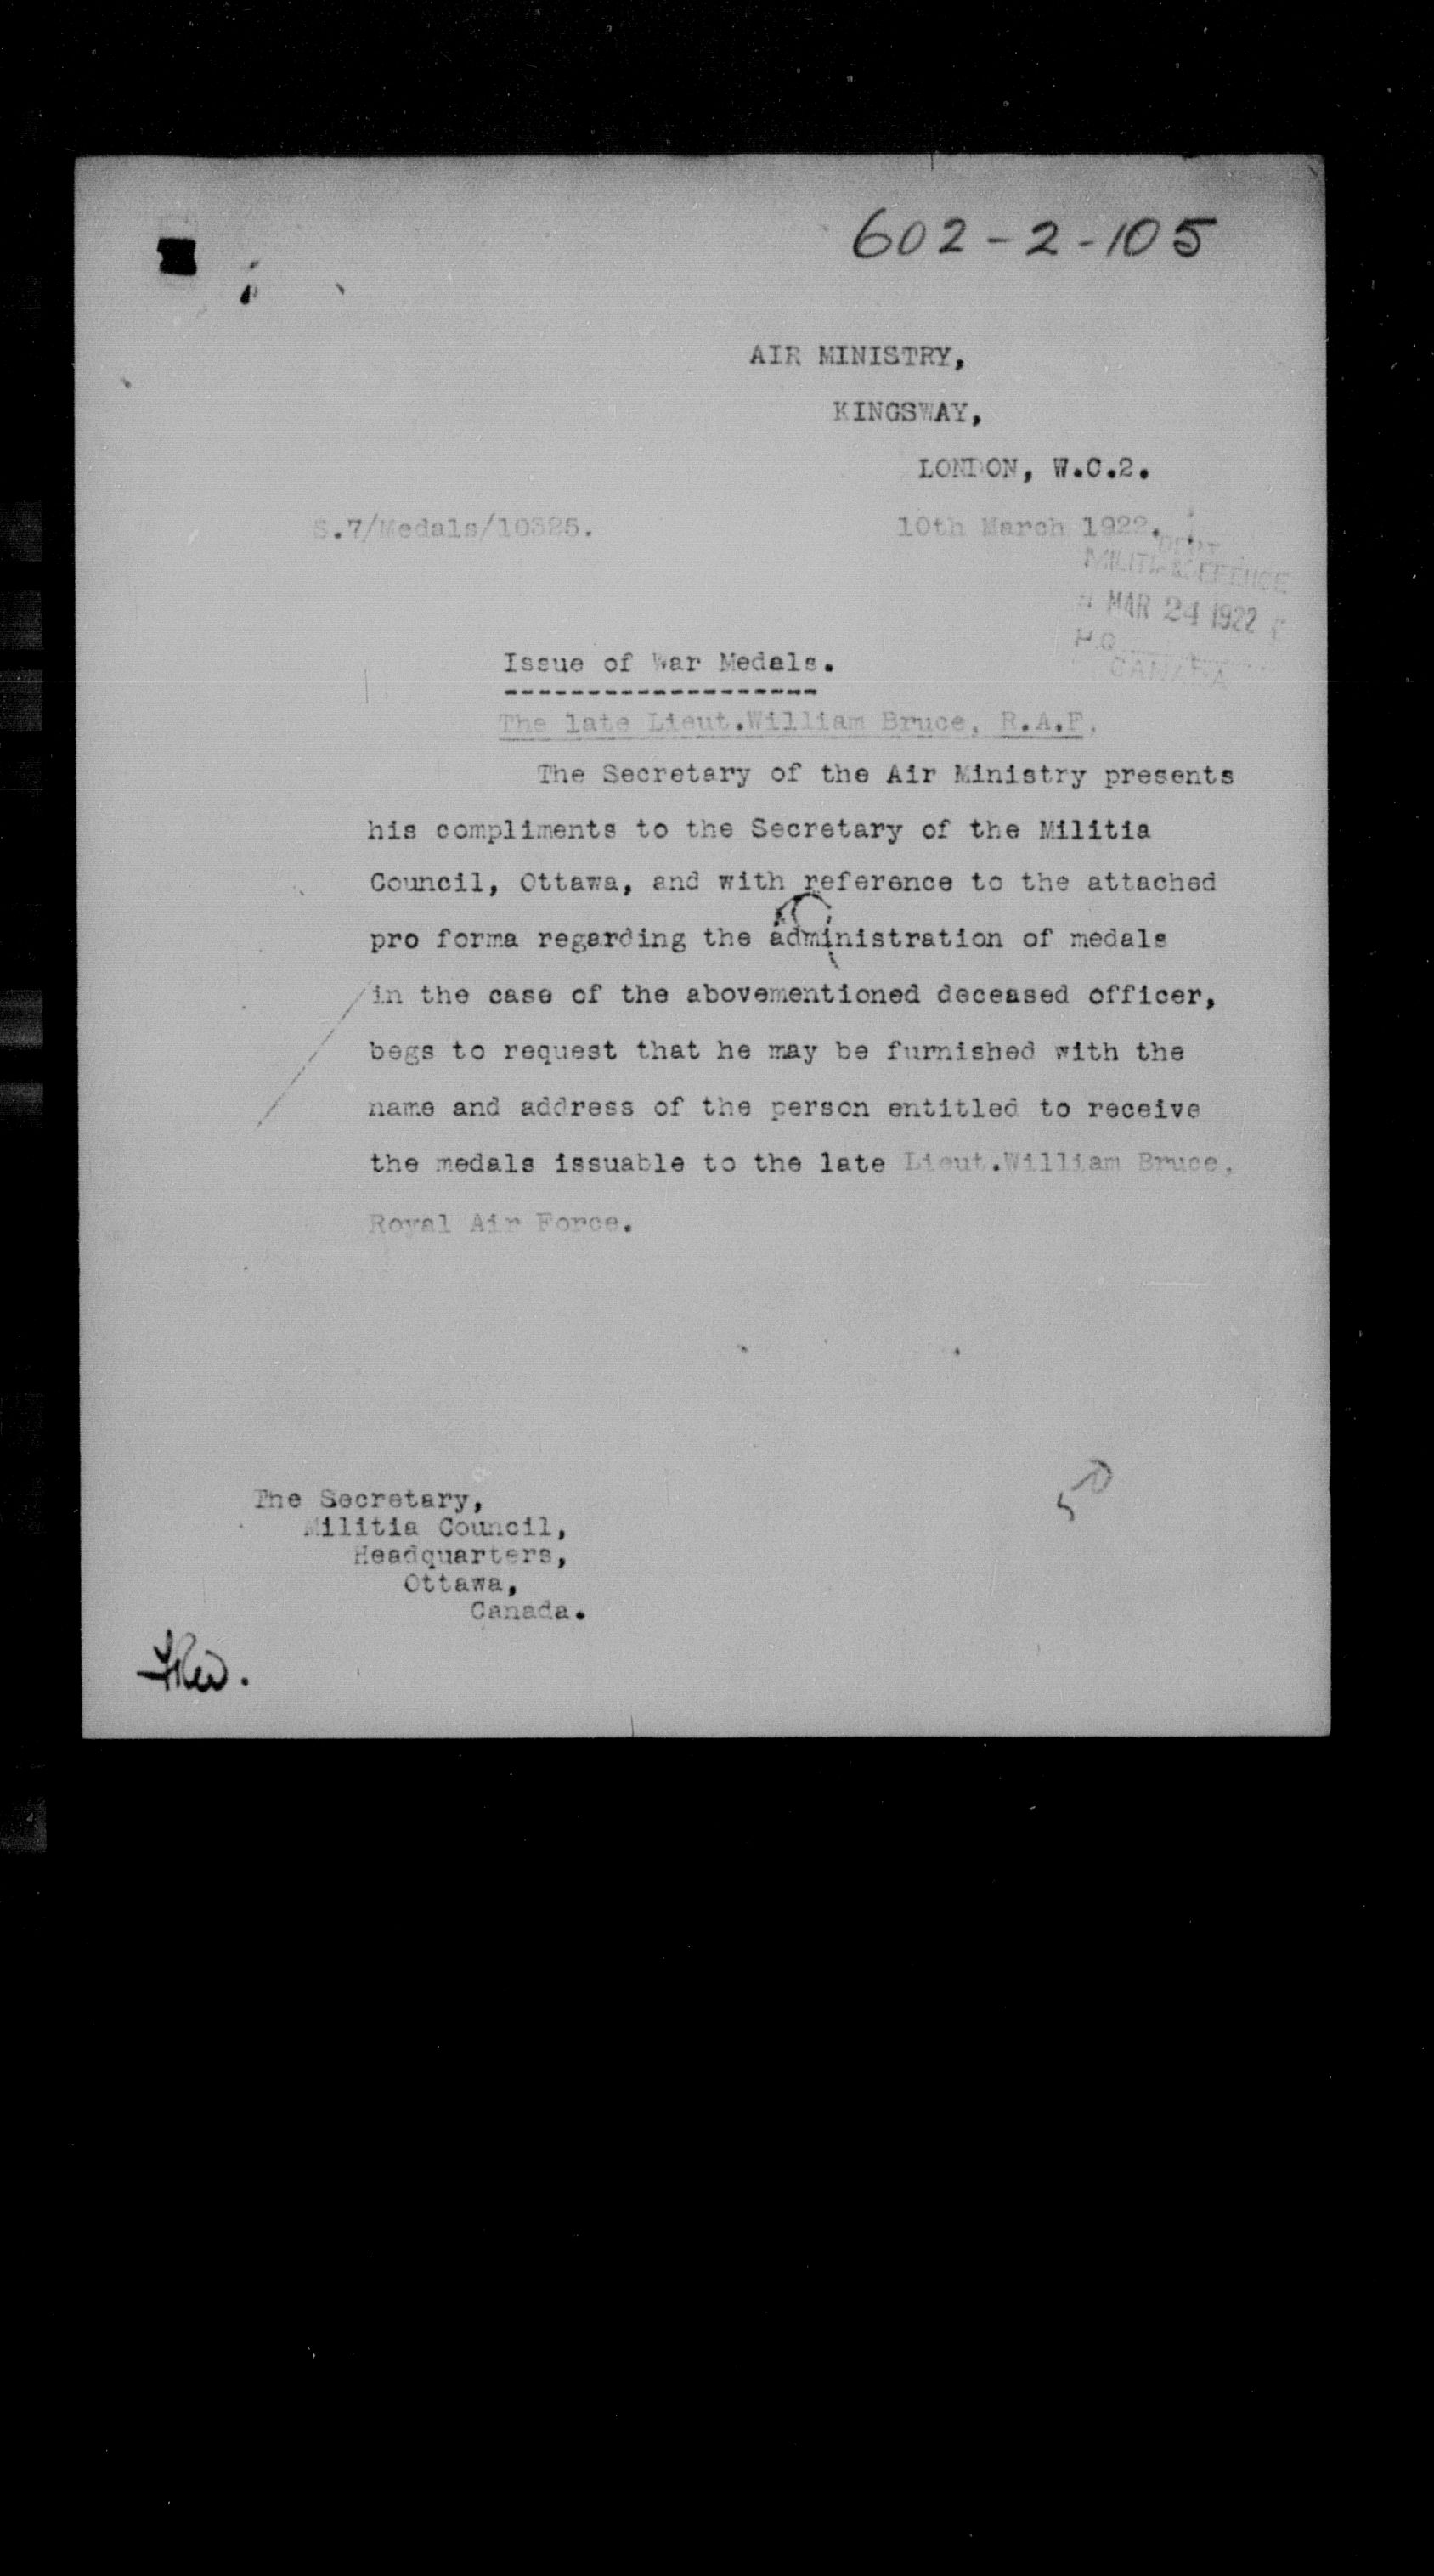 602-2-105
AIR MINISTRY,
KINGSWAY,
LONDON, W.C.2.
S.7/Medals/10325.
10th March 1922.
DEPT
MILITIA & DEFENCE
MAR 24 1922
H.Q.
CANADA
Issue of War Medals.
The late Lieut.William Bruce, R.A.F.
The Secretary of the Air Ministry presents
his compliments to the Secretary of the Militia
Council, Ottawa, and with reference to the attached
pro forma regarding the administration of medals
in the case of the abovementioned deceased officer,
begs to request that he may be furnished with the
name and address of the person entitled to receive
the medals issuable to the late Lieut.William Bruce,
Royal Air Force.
The Secretary,
Militia Council,
Headquarters,
Ottawa,
Canada.